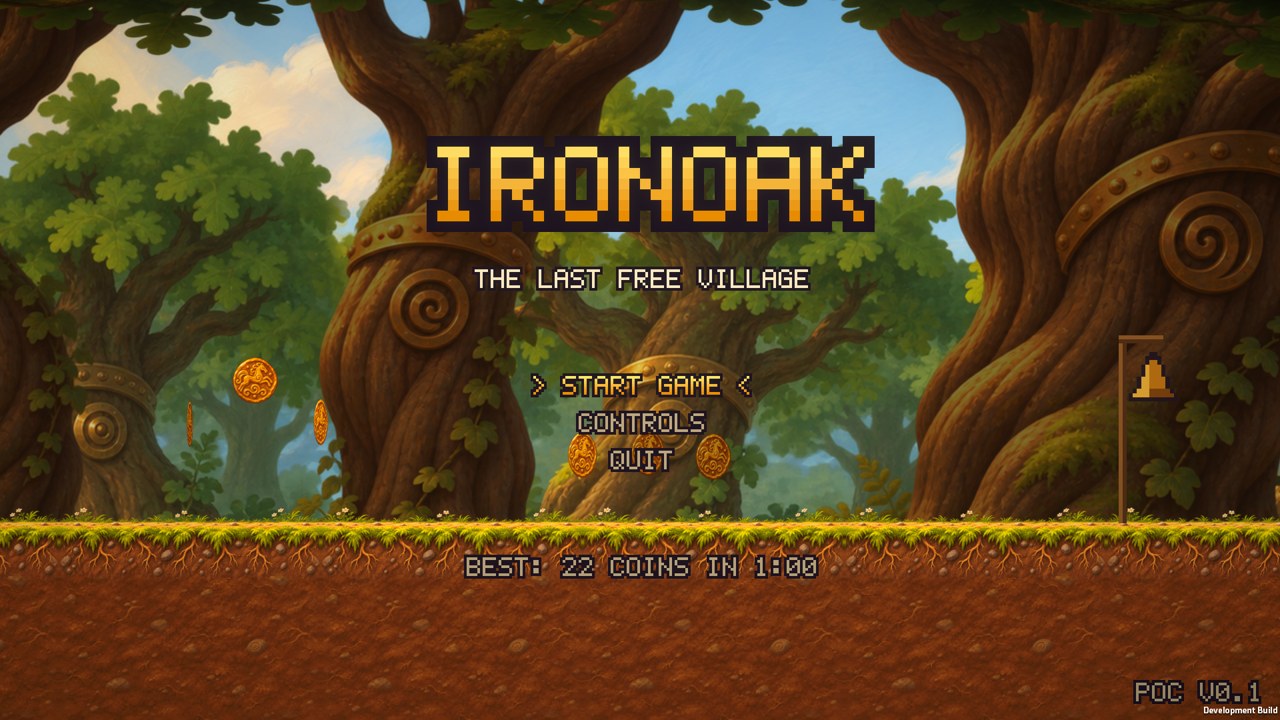 IRONOAK
THE LAST FREE VILLAGE
> START GAME <
CONTROLS
QUIT
BEST: 22 COINS IN 1:00
POC V0.1
Development Build